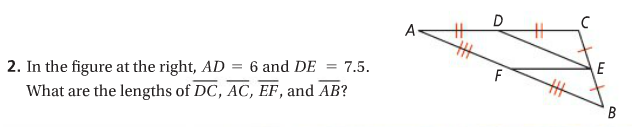 2. In the figure at the right, AD = 6 and DE = 7.5.
What are the lengths of DC, AC, EF, and AB?
A
D
C
F
E
B